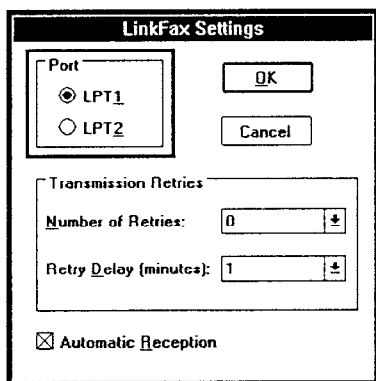 LinkFax Settings
Port
LPT1
LPT2
OK
Cancel
Transmission Retries
Number of Retries: 0
Retry Delay (minutes): 1
Automatic Reception